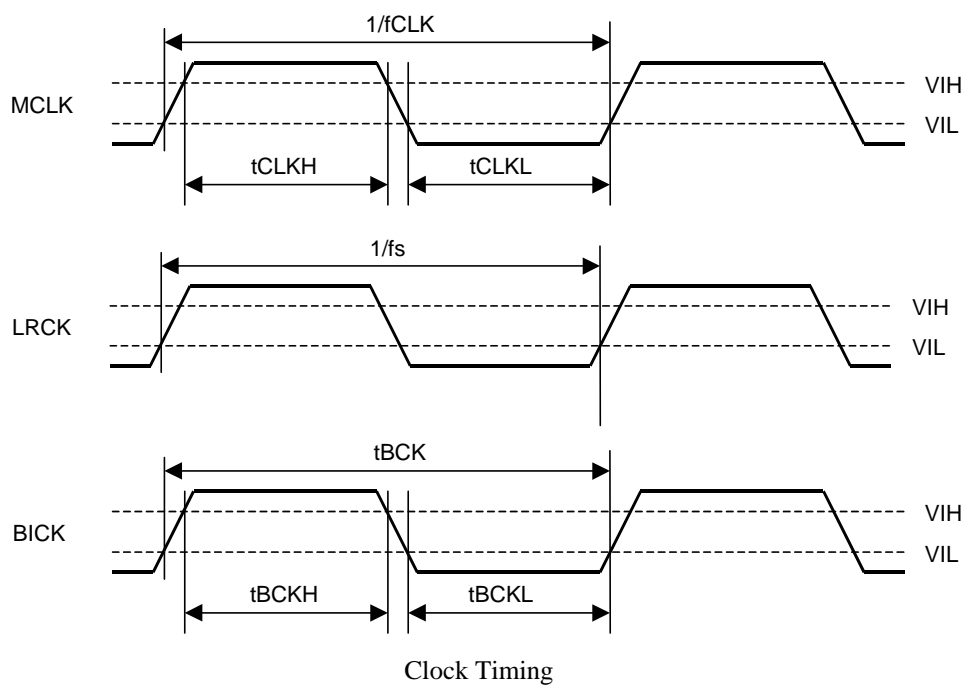 1/fCLK
MCLK
VIH
VIL
tCLKH
tCLKL
1/fs
LRCK
VIH
VIL
tBCK
BICK
VIH
VIL
tBCKH
tBCKL
Clock Timing